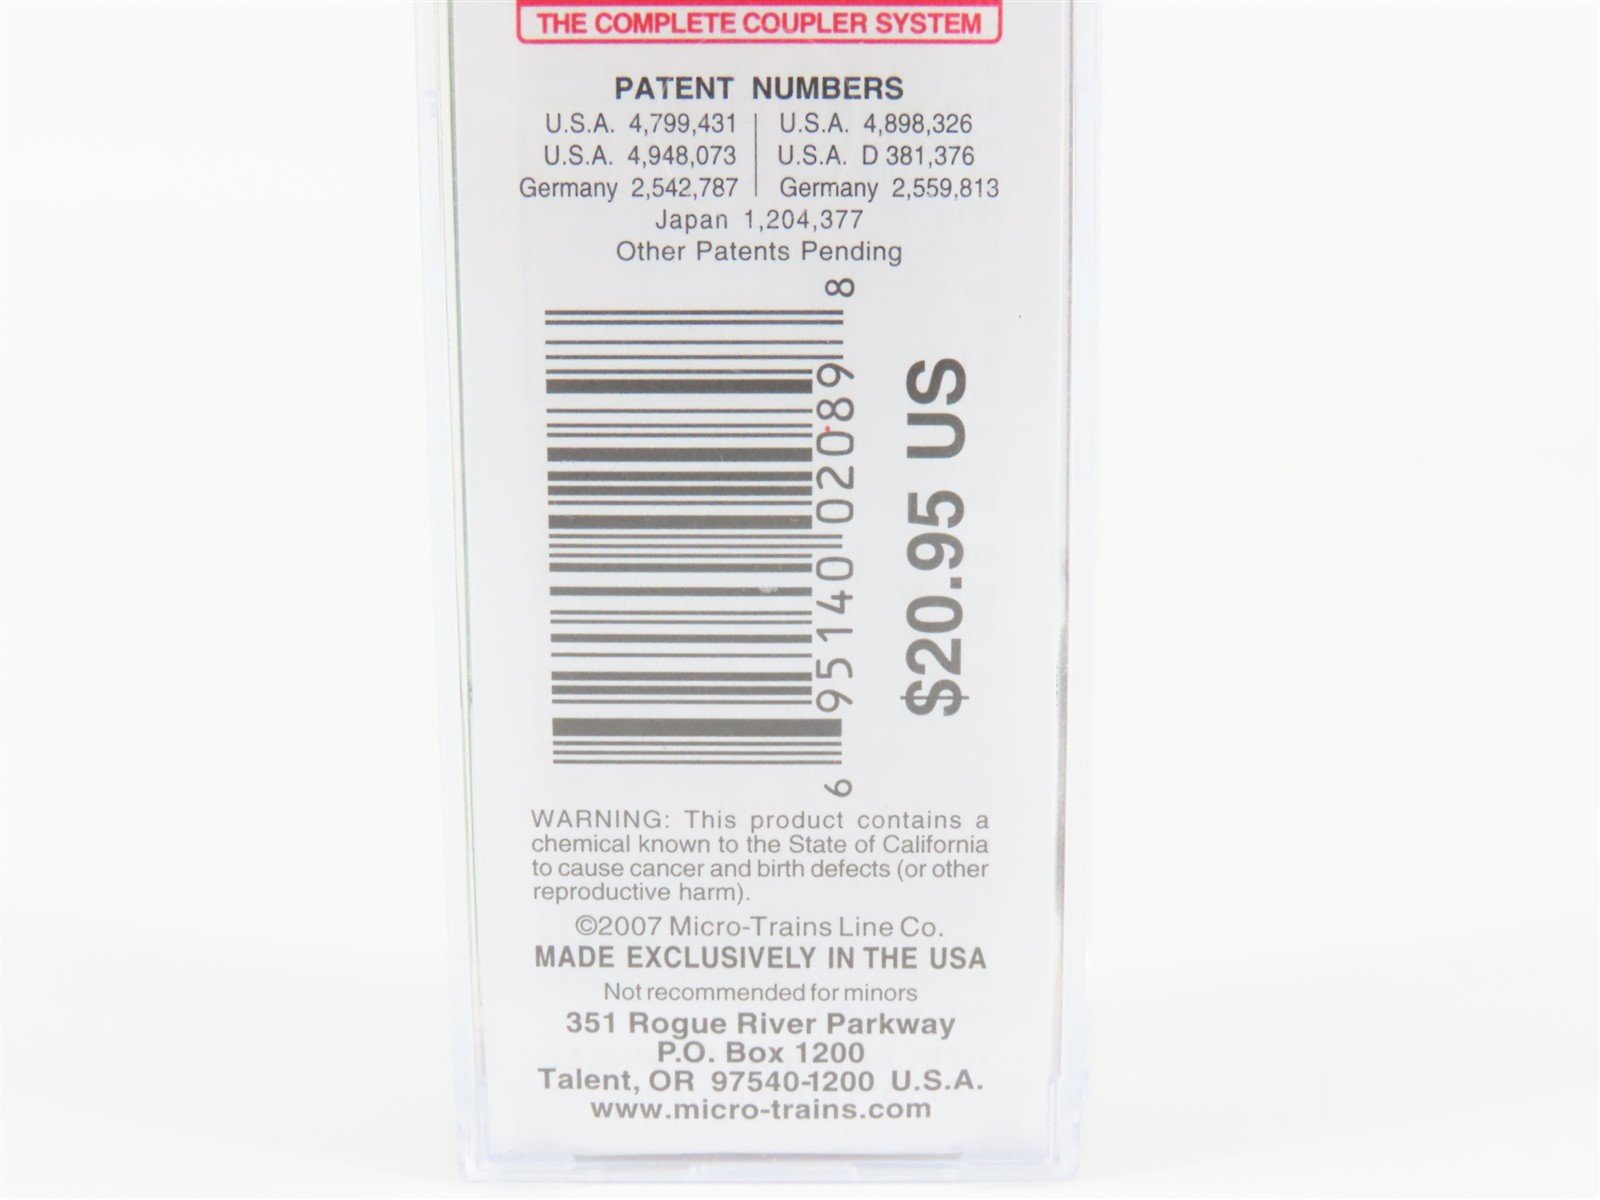 THE COMPLETE COUPLER SYSTEM
PATENT NUMBERS
U.S.A. 4,799,431 | U.S.A. 4,898,326
U.S.A. 4,948,073 | U.S.A. D 381,376
Germany 2,542,787 | Germany 2,559,813
Japan 1,204,377
Other Patents Pending
6 95140 02089 8
$20.95 US
WARNING: This product contains a
chemical known to the State of California
to cause cancer and birth defects (or other
reproductive harm).
©2007 Micro-Trains Line Co.
MADE EXCLUSIVELY IN THE USA
Not recommended for minors
351 Rogue River Parkway
P.O. Box 1200
Talent, OR 97540-1200 U.S.A.
www.micro-trains.com